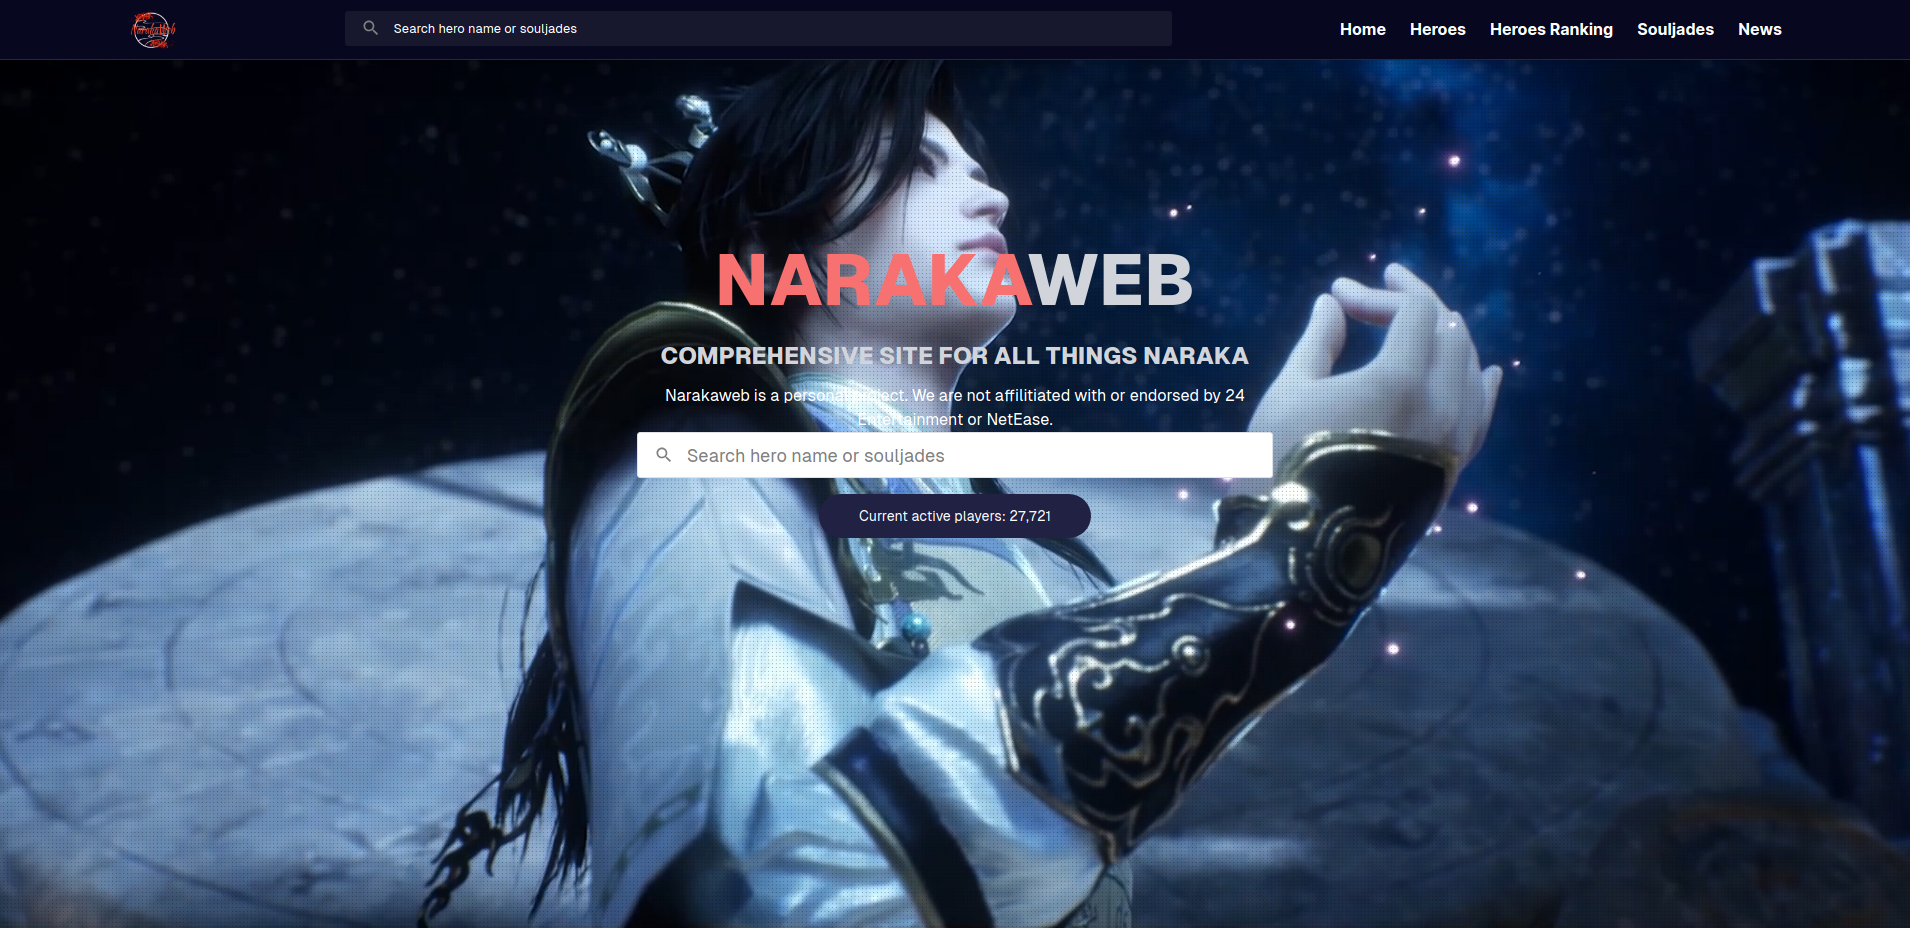 NarakaWeb
Search hero name or souljades
Home
Heroes
Heroes Ranking
Souljades
News
NARAKAWEB
COMPREHENSIVE SITE FOR ALL THINGS NARAKA
Narakaweb is a personal project. We are not affilitiated with or endorsed by 24
Entertainment or NetEase.
Search hero name or souljades
Current active players: 27,721